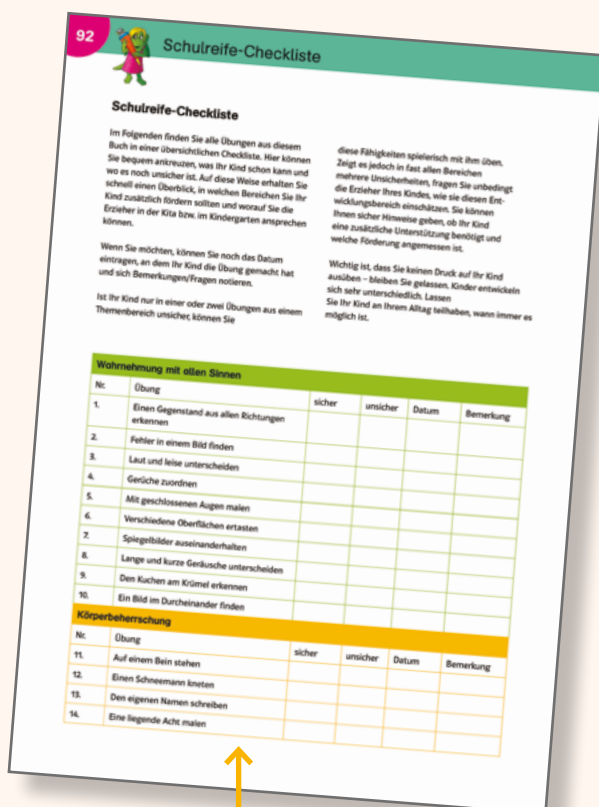 92
Schulreife-Checkliste
Schulreife-Checkliste
Im Folgenden finden Sie alle Übungen aus diesem
Buch in einer übersichtlichen Checkliste. Hier können
Sie bequem ankreuzen, was Ihr Kind schon kann und
wo es noch unsicher ist. Auf diese Weise erhalten Sie
schnell einen Überblick, in welchen Bereichen Sie Ihr
Kind zusätzlich fördern sollten und worauf Sie die
Erzieher in der Kita bzw. im Kindergarten ansprechen
können.
Wenn Sie möchten, können Sie noch das Datum
eintragen, an dem Ihr Kind die Übung gemacht hat
und sich Bemerkungen/Fragen notieren.
Ist Ihr Kind nur in einer oder zwei Übungen aus einem
Themenbereich unsicher, können Sie
diese Fähigkeiten spielerisch mit ihm üben.
Zeigt es jedoch in fast allen Bereichen
mehrere Unsicherheiten, fragen Sie unbedingt
die Erzieher Ihres Kindes, wie sie diesen Ent-
wicklungsbereich einschätzen. Sie können
Ihnen sicher Hinweise geben, ob Ihr Kind
eine zusätzliche Unterstützung benötigt und
welche Förderung angemessen ist.
Wichtig ist, dass Sie keinen Druck auf Ihr Kind
ausüben – bleiben Sie gelassen. Kinder entwickeln
sich sehr unterschiedlich. Lassen
Sie Ihr Kind an Ihrem Alltag teilhaben, wann immer es
möglich ist.
Wahrnehmung mit allen Sinnen
Nr. Übung sicher unsicher Datum Bemerkung
1. Einen Gegenstand aus allen Richtungen
erkennen
2. Fehler in einem Bild finden
3. Laut und leise unterscheiden
4. Gerüche zuordnen
5. Mit geschlossenen Augen malen
6. Verschiedene Oberflächen ertasten
7. Spiegelbilder auseinanderhalten
8. Lange und kurze Geräusche unterscheiden
9. Den Kuchen am Krümel erkennen
10. Ein Bild im Durcheinander finden
Körperbeherrschung
Nr. Übung sicher unsicher Datum Bemerkung
11. Auf einem Bein stehen
12. Einen Schneemann kneten
13. Den eigenen Namen schreiben
14. Eine liegende Acht malen